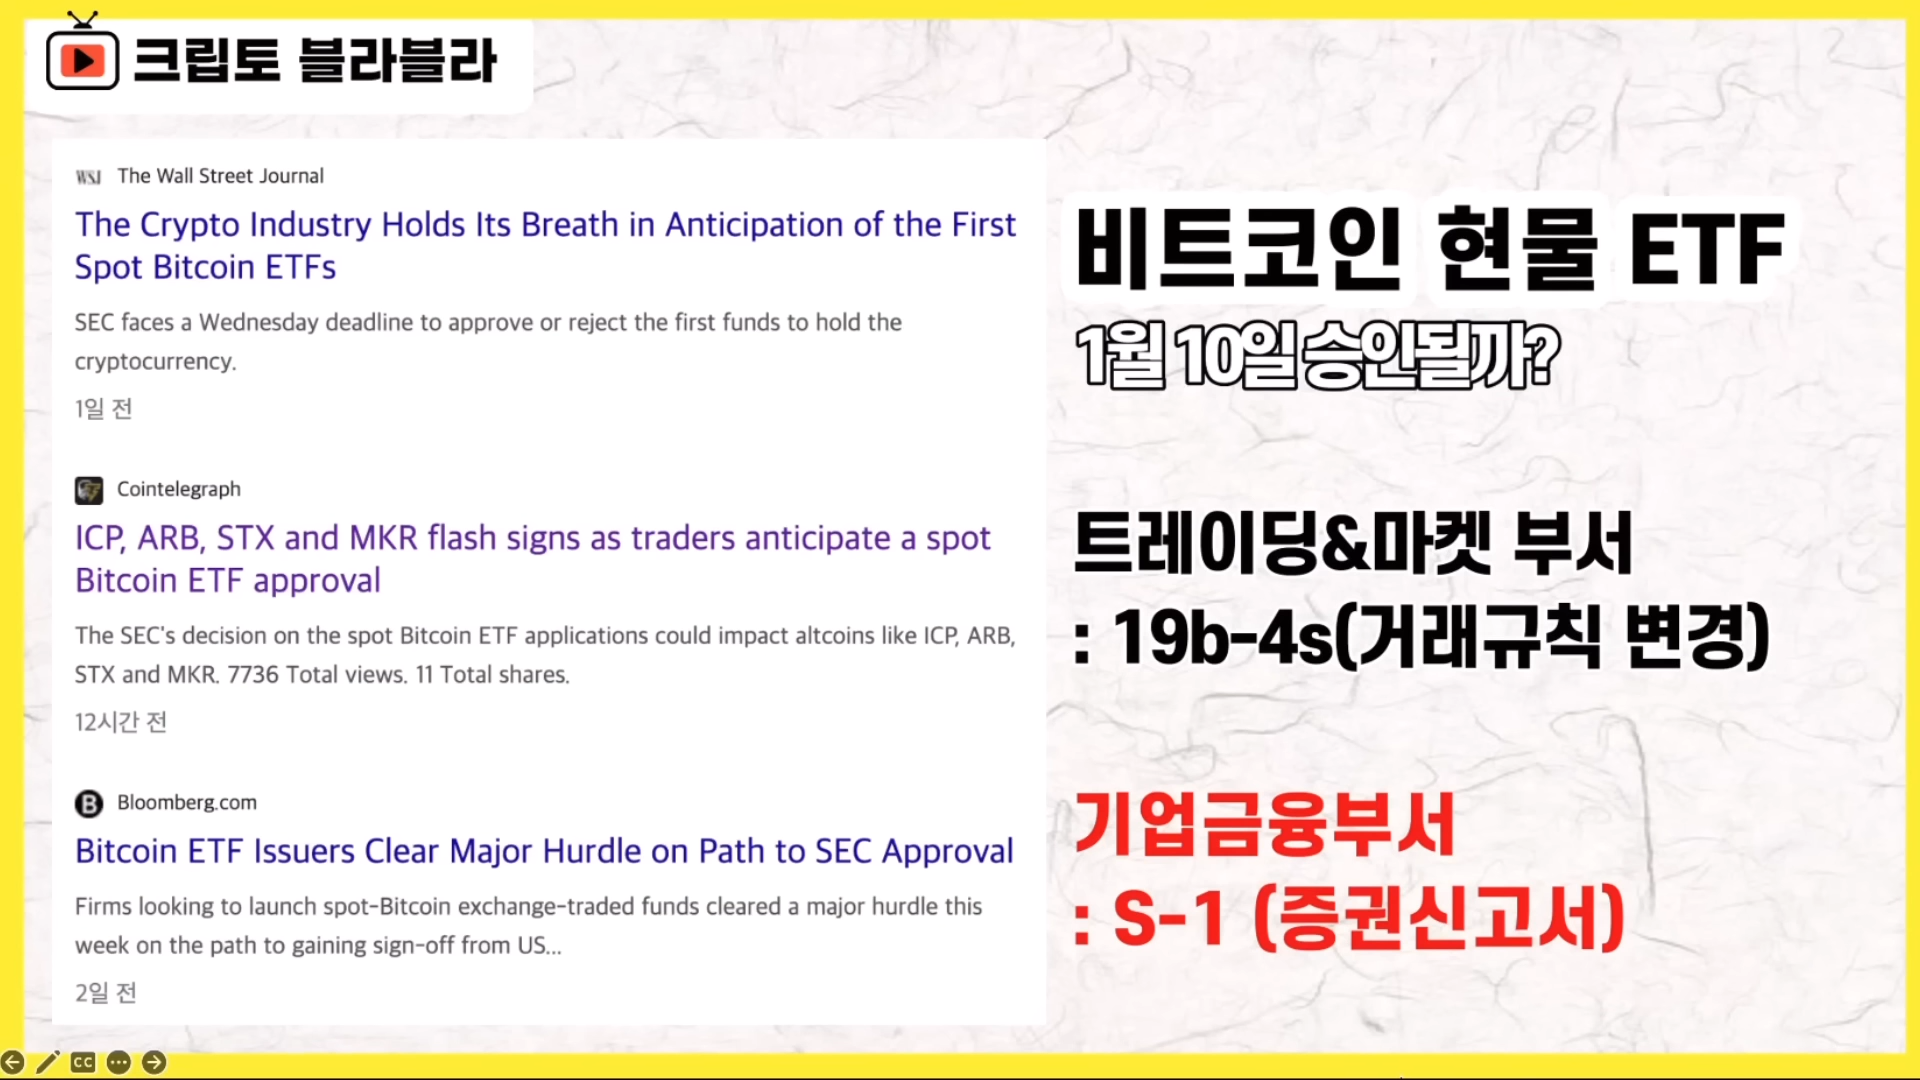 크립토 블라블라
WSJ The Wall Street Journal
The Crypto Industry Holds Its Breath in Anticipation of the First
Spot Bitcoin ETFs
SEC faces a Wednesday deadline to approve or reject the first funds to hold the
cryptocurrency.
1일 전
Cointelegraph
ICP, ARB, STX and MKR flash signs as traders anticipate a spot
Bitcoin ETF approval
The SEC's decision on the spot Bitcoin ETF applications could impact altcoins like ICP, ARB,
STX and MKR. 7736 Total views. 11 Total shares.
12시간 전
B Bloomberg.com
Bitcoin ETF Issuers Clear Major Hurdle on Path to SEC Approval
Firms looking to launch spot-Bitcoin exchange-traded funds cleared a major hurdle this
week on the path to gaining sign-off from US...
2일 전
비트코인 현물 ETF
1월 10일 승인될까?
트레이딩&마켓 부서
: 19b-4s(거래규칙 변경)
기업금융부서
: S-1 (증권신고서)
CC